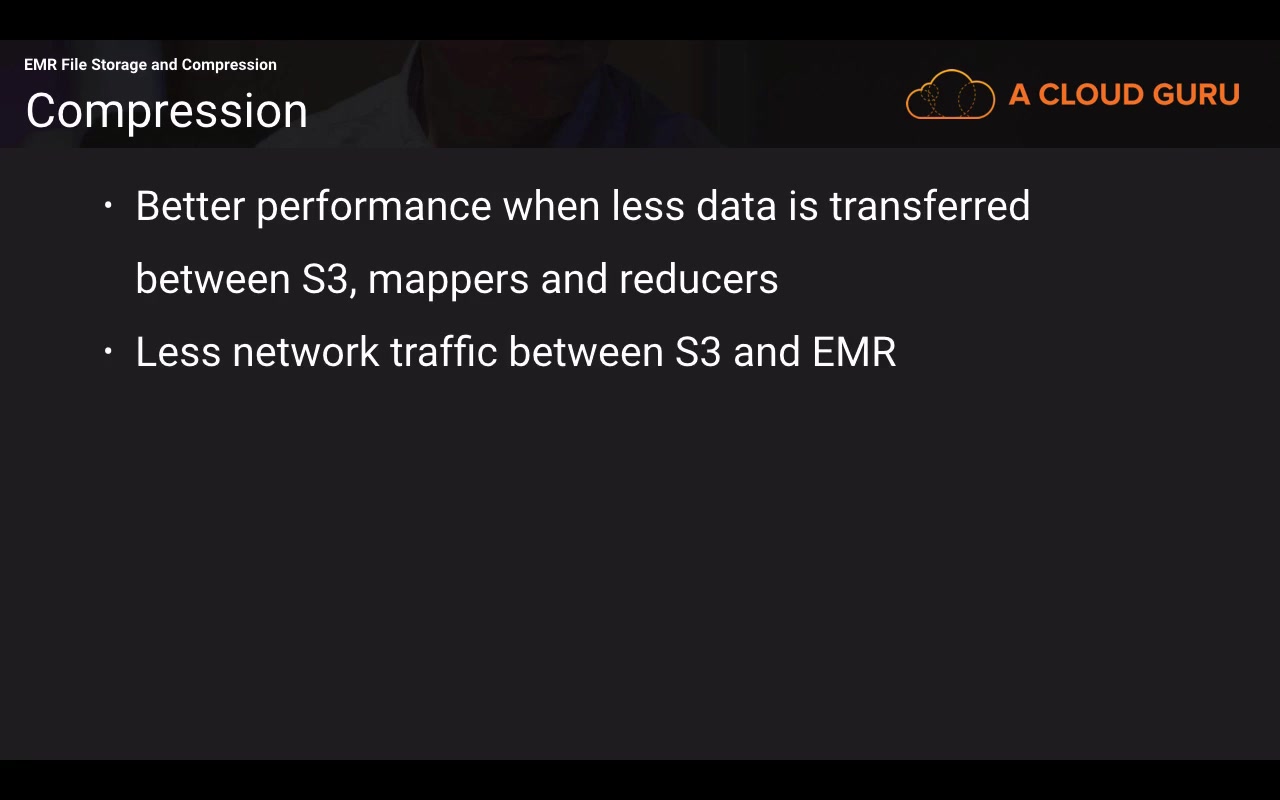 EMR File Storage and Compression
Compression
A CLOUD GURU
• Better performance when less data is transferred
between S3, mappers and reducers
• Less network traffic between S3 and EMR